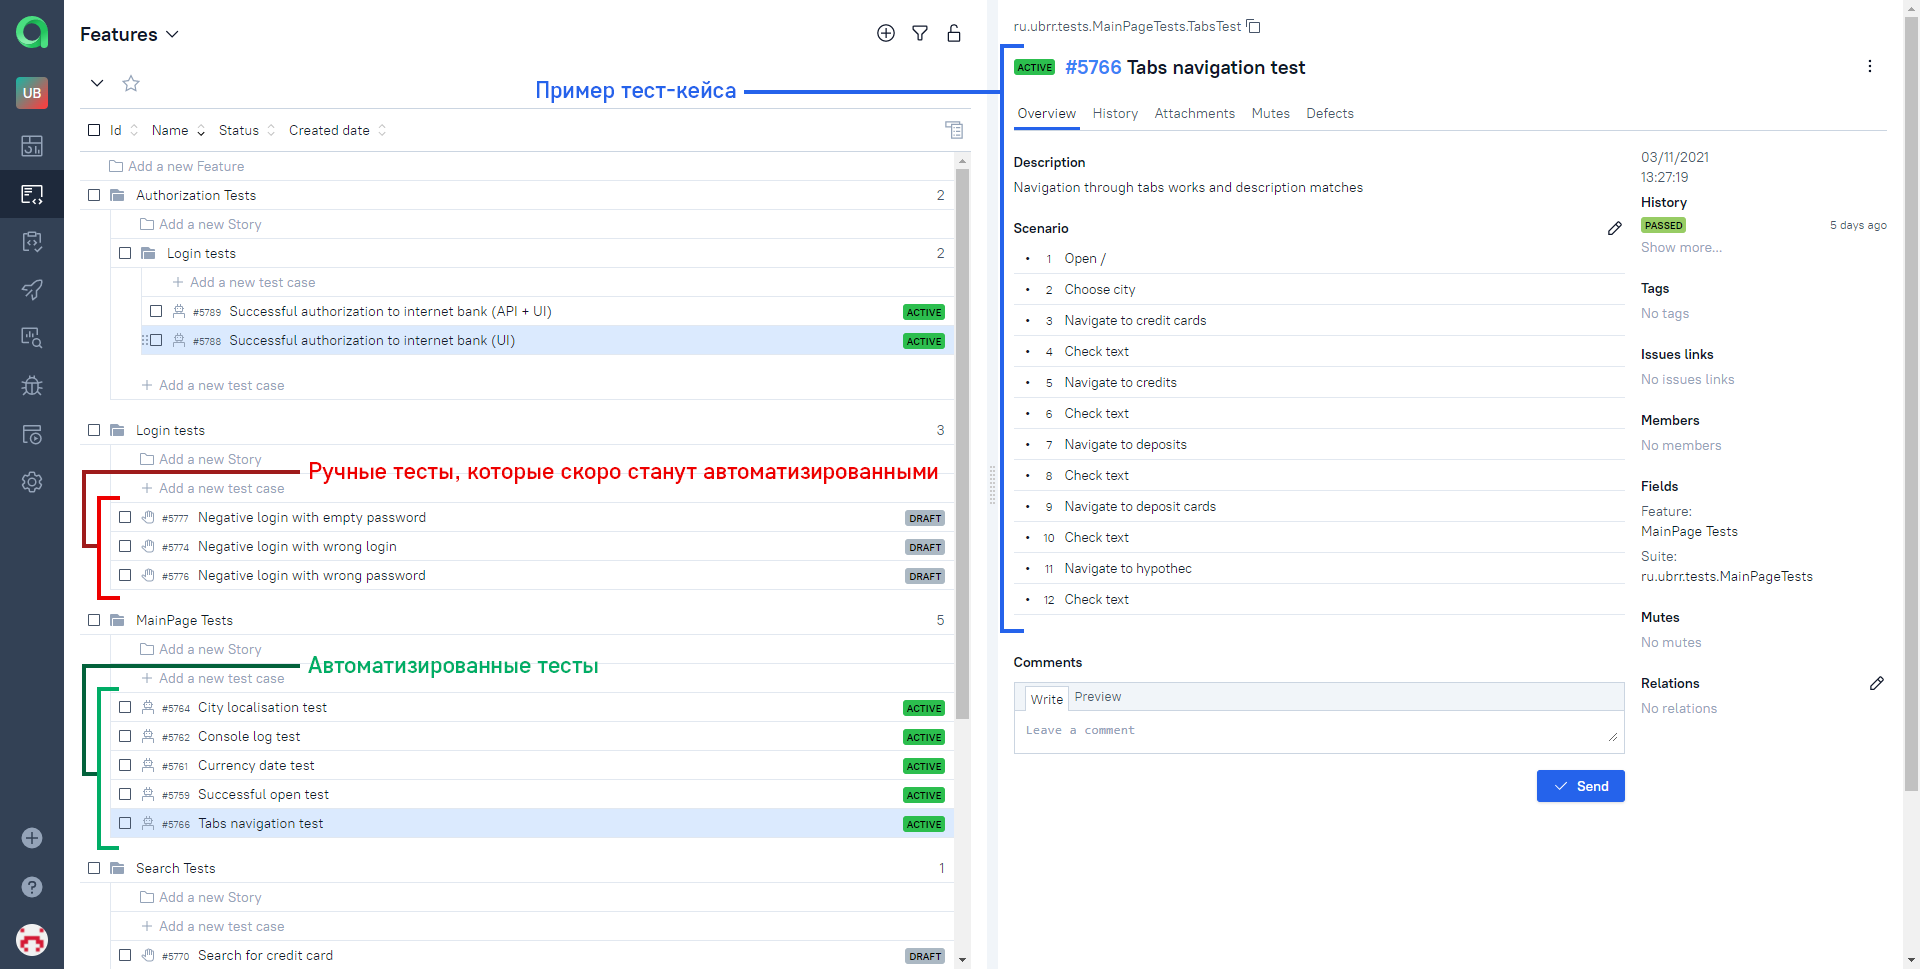 UB
Features
Пример тест-кейса
Id Name Status Created date
Add a new Feature
Authorization Tests 2
Add a new Story
Login tests 2
Add a new test case
#5789 Successful authorization to internet bank (API + UI) ACTIVE
#5788 Successful authorization to internet bank (UI) ACTIVE
Add a new test case
Login tests 3
Add a new Story
Ручные тесты, которые скоро станут автоматизированными
Add a new test case
#5777 Negative login with empty password DRAFT
#5774 Negative login with wrong login DRAFT
#5776 Negative login with wrong password DRAFT
MainPage Tests 5
Add a new Story
Автоматизированные тесты
Add a new test case
#5764 City localisation test ACTIVE
#5762 Console log test ACTIVE
#5761 Currency date test ACTIVE
#5759 Successful open test ACTIVE
#5766 Tabs navigation test ACTIVE
Search Tests 1
Add a new Story
Add a new test case
#5770 Search for credit card DRAFT
ru.ubrr.tests.MainPageTests.TabsTest
ACTIVE #5766 Tabs navigation test
Overview History Attachments Mutes Defects
Description
Navigation through tabs works and description matches
Scenario
1 Open /
2 Choose city
3 Navigate to credit cards
4 Check text
5 Navigate to credits
6 Check text
7 Navigate to deposits
8 Check text
9 Navigate to deposit cards
10 Check text
11 Navigate to hypothec
12 Check text
Comments
Write Preview
Leave a comment
Send
03/11/2021
13:27:19
History
PASSED 5 days ago
Show more...
Tags
No tags
Issues links
No issues links
Members
No members
Fields
Feature:
MainPage Tests
Suite:
ru.ubrr.tests.MainPageTests
Mutes
No mutes
Relations
No relations